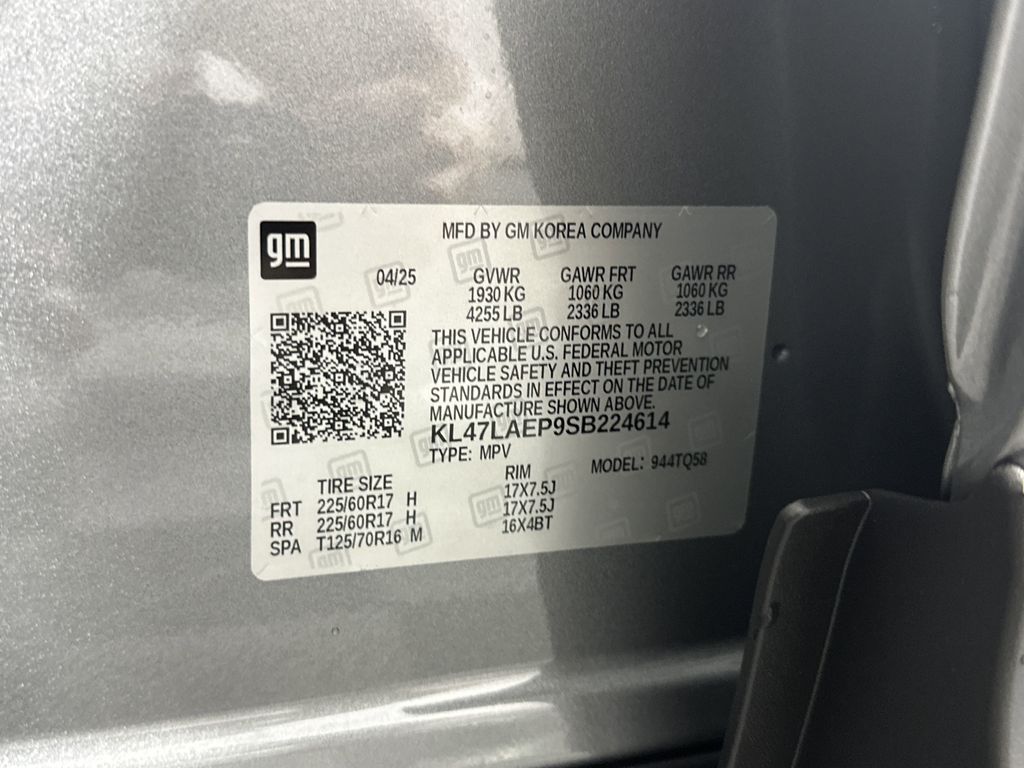 gm
MFD BY GM KOREA COMPANY
04/25 GVWR GAWR FRT GAWR RR
1930 KG 1060 KG 1060 KG
4255 LB 2336 LB 2336 LB
THIS VEHICLE CONFORMS TO ALL
APPLICABLE U.S. FEDERAL MOTOR
VEHICLE SAFETY AND THEFT PREVENTION
STANDARDS IN EFFECT ON THE DATE OF
MANUFACTURE SHOWN ABOVE.
KL47LAEP9SB224614
TYPE: MPV MODEL: 944TQ58
TIRE SIZE RIM
FRT 225/60R17 H 17X7.5J
RR 225/60R17 H 17X7.5J
SPA T125/70R16 M 16X4BT